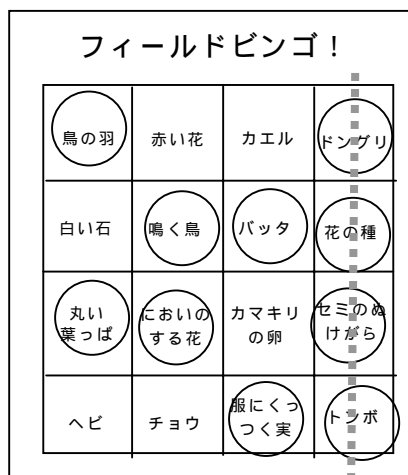 フィールドビンゴ！
鳥の羽
赤い花
カエル
ドングリ
白い石
鳴く鳥
バッタ
花の種
丸い
葉っぱ
においの
する花
カマキリ
の卵
セミのぬ
けがら
ヘビ
チョウ
服にくっ
つく実
トンボ